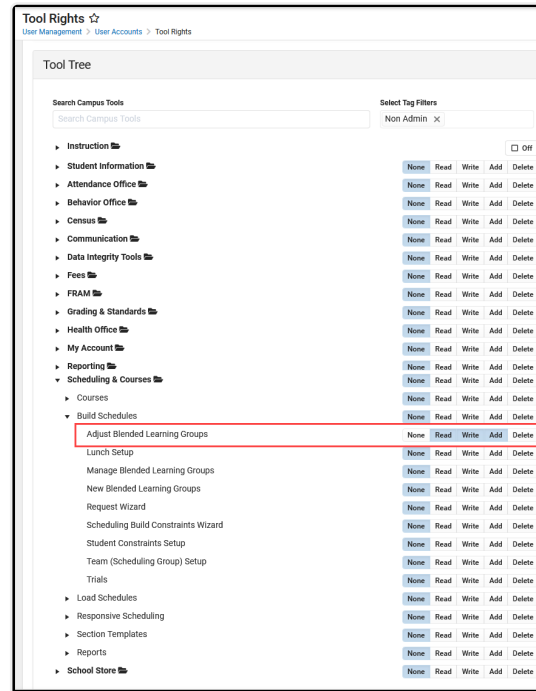 Tool Rights
User Management > User Accounts > Tool Rights
Tool Tree
Search Campus Tools Select Tag Filters
Search Campus Tools Non Admin ×
Instruction Off
Student Information None Read Write Add Delete
Attendance Office None Read Write Add Delete
Behavior Office None Read Write Add Delete
Census None Read Write Add Delete
Communication None Read Write Add Delete
Data Integrity Tools None Read Write Add Delete
Fees None Read Write Add Delete
FRAM None Read Write Add Delete
Grading & Standards None Read Write Add Delete
Health Office None Read Write Add Delete
My Account None Read Write Add Delete
Reporting None Read Write Add Delete
Scheduling & Courses None Read Write Add Delete
Courses None Read Write Add Delete
Build Schedules None Read Write Add Delete
Adjust Blended Learning Groups None Read Write Add Delete
Lunch Setup None Read Write Add Delete
Manage Blended Learning Groups None Read Write Add Delete
New Blended Learning Groups None Read Write Add Delete
Request Wizard None Read Write Add Delete
Scheduling Build Constraints Wizard None Read Write Add Delete
Student Constraints Setup None Read Write Add Delete
Team (Scheduling Group) Setup None Read Write Add Delete
Trials None Read Write Add Delete
Load Schedules None Read Write Add Delete
Responsive Scheduling None Read Write Add Delete
Section Templates None Read Write Add Delete
Reports None Read Write Add Delete
School Store None Read Write Add Delete